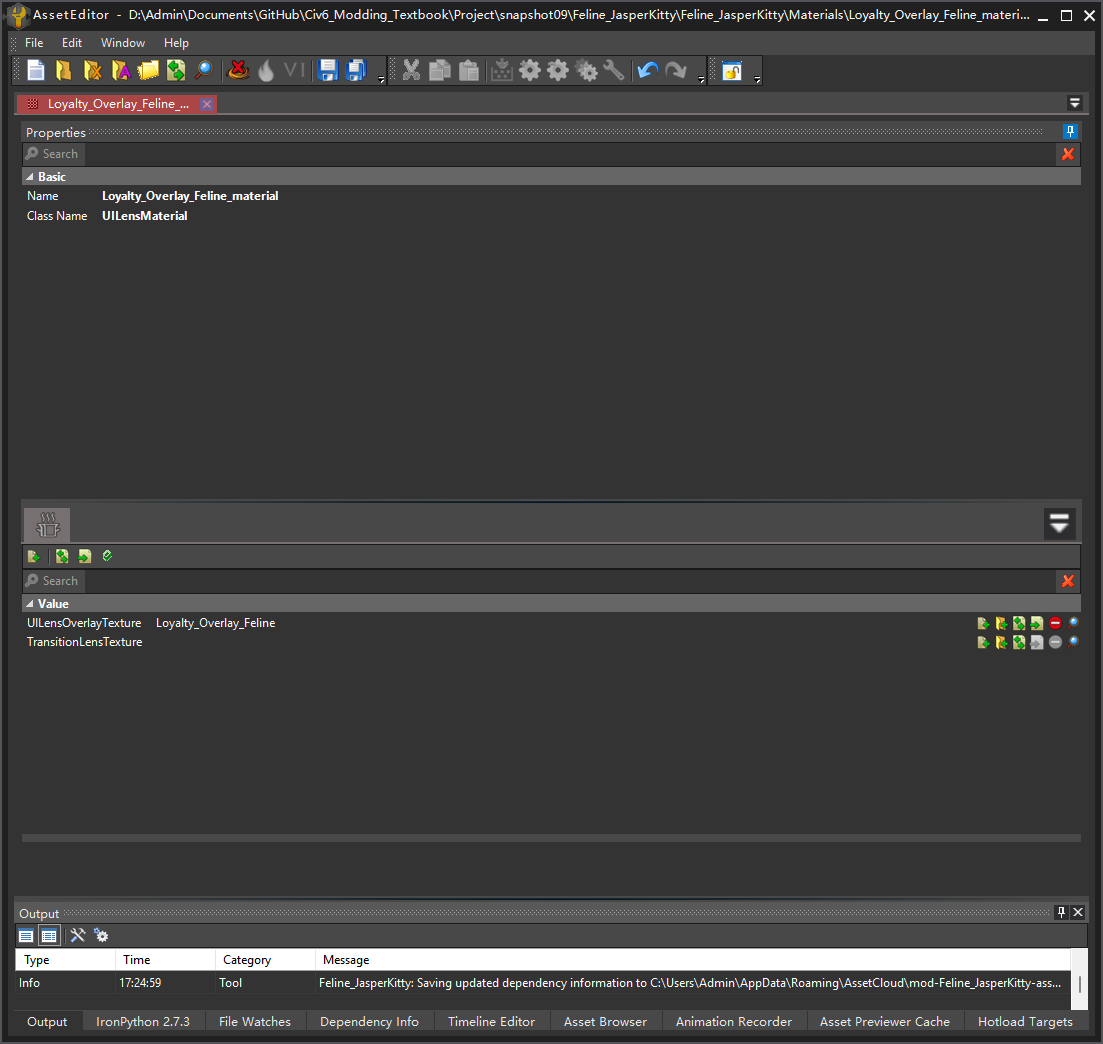 AssetEditor - D:\Admin\Documents\GitHub\Civ6_Modding_Textbook\Project\snapshot09\Feline_JasperKitty\Feline_JasperKitty\Materials\Loyalty_Overlay_Feline_materi...
File Edit Window Help
VI
Loyalty_Overlay_Feline_...
Properties
Search
Basic
Name Loyalty_Overlay_Feline_material
Class Name UILensMaterial
Search
Value
UILensOverlayTexture Loyalty_Overlay_Feline
TransitionLensTexture
Output
Type Time Category Message
Info 17:24:59 Tool Feline_JasperKitty: Saving updated dependency information to C:\Users\Admin\AppData\Roaming\AssetCloud\mod-Feline_JasperKitty-ass...
Output IronPython 2.7.3 File Watches Dependency Info Timeline Editor Asset Browser Animation Recorder Asset Previewer Cache Hotload Targets